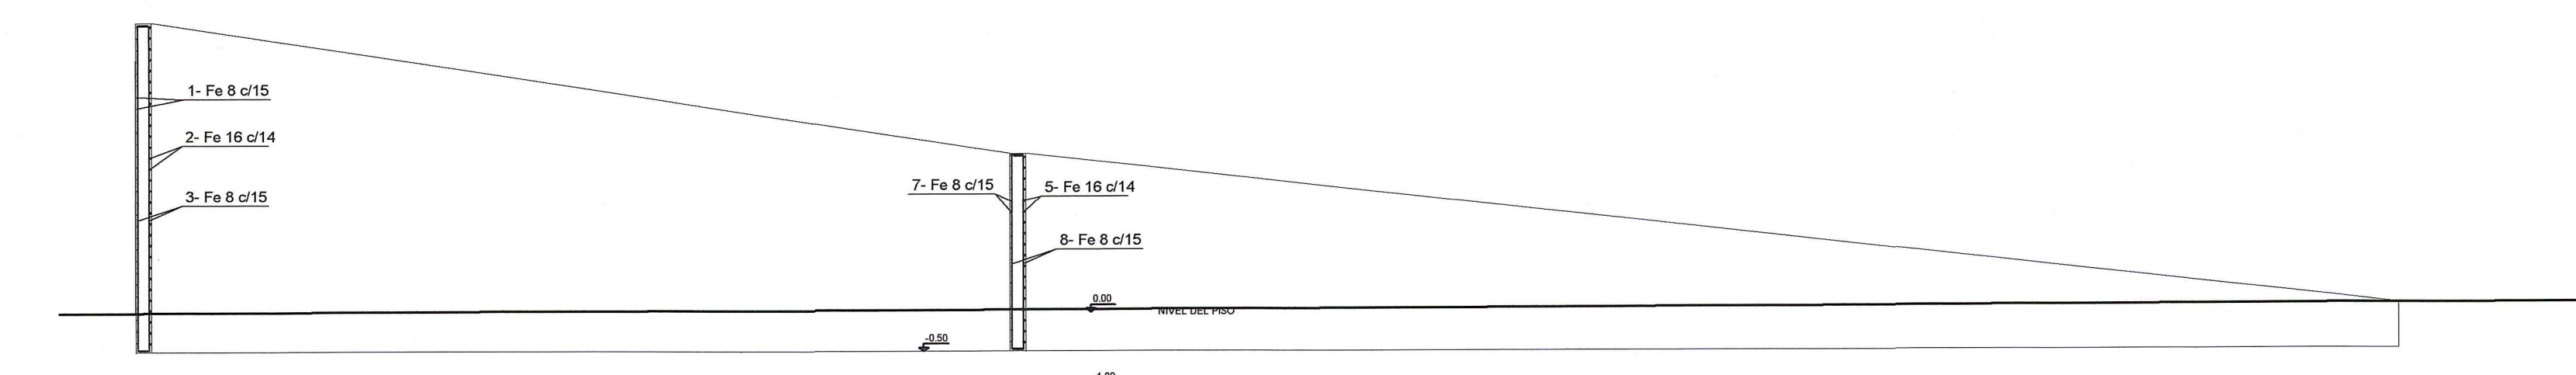 1- Fe 8 c/15
2- Fe 16 c/14
3- Fe 8 c/15
7- Fe 8 c/15
5- Fe 16 c/14
8- Fe 8 c/15
0.00
NIVEL DEL PISO
-0.50